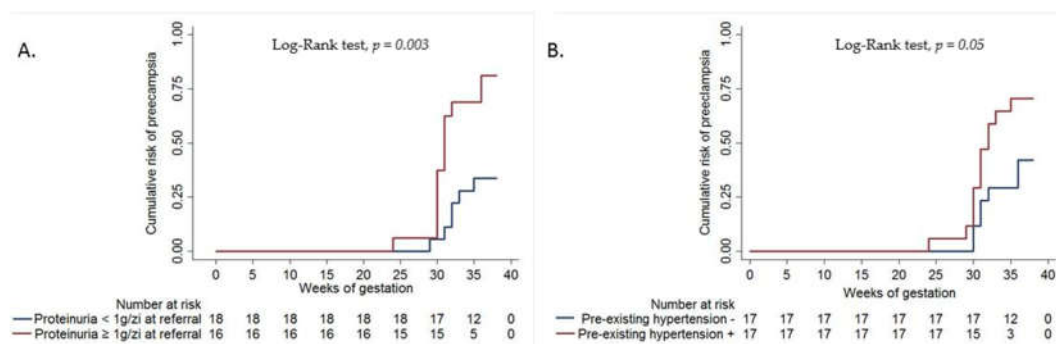 A.
Log-Rank test, p = 0.003
Cumulative risk of preecampsia
1.00
0.75
0.50
0.25
0.00
0 5 10 15 20 25 30 35 40
Weeks of gestation
Number at risk
Proteinuria < 1g/zi at referral 18 18 18 18 18 18 17 12 0
Proteinuria ≥ 1g/zi at referral 16 16 16 16 16 15 15 5 0
B.
Log-Rank test, p = 0.05
Cumulative risk of preeclampsia
1.00
0.75
0.50
0.25
0.00
0 5 10 15 20 25 30 35 40
Weeks of gestation
Number at risk
Pre-existing hypertension - 17 17 17 17 17 17 17 12 0
Pre-existing hypertension + 17 17 17 17 17 17 15 3 0